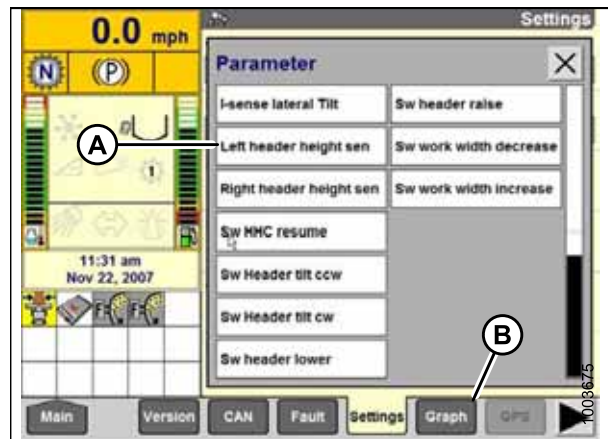 0.0 mph
Settings
N
(P)
Parameter
I-sense lateral Tilt
Sw header raise
A
Left header height sen
Sw work width decrease
1
Right header height sen
Sw work width increase
Sw HHC resume
11:31 am
Nov 22, 2007
Sw Header tilt ccw
Sw Header tilt cw
B
Sw header lower
Main
Version
CAN
Fault
Settings
Graph
GPS
1003675